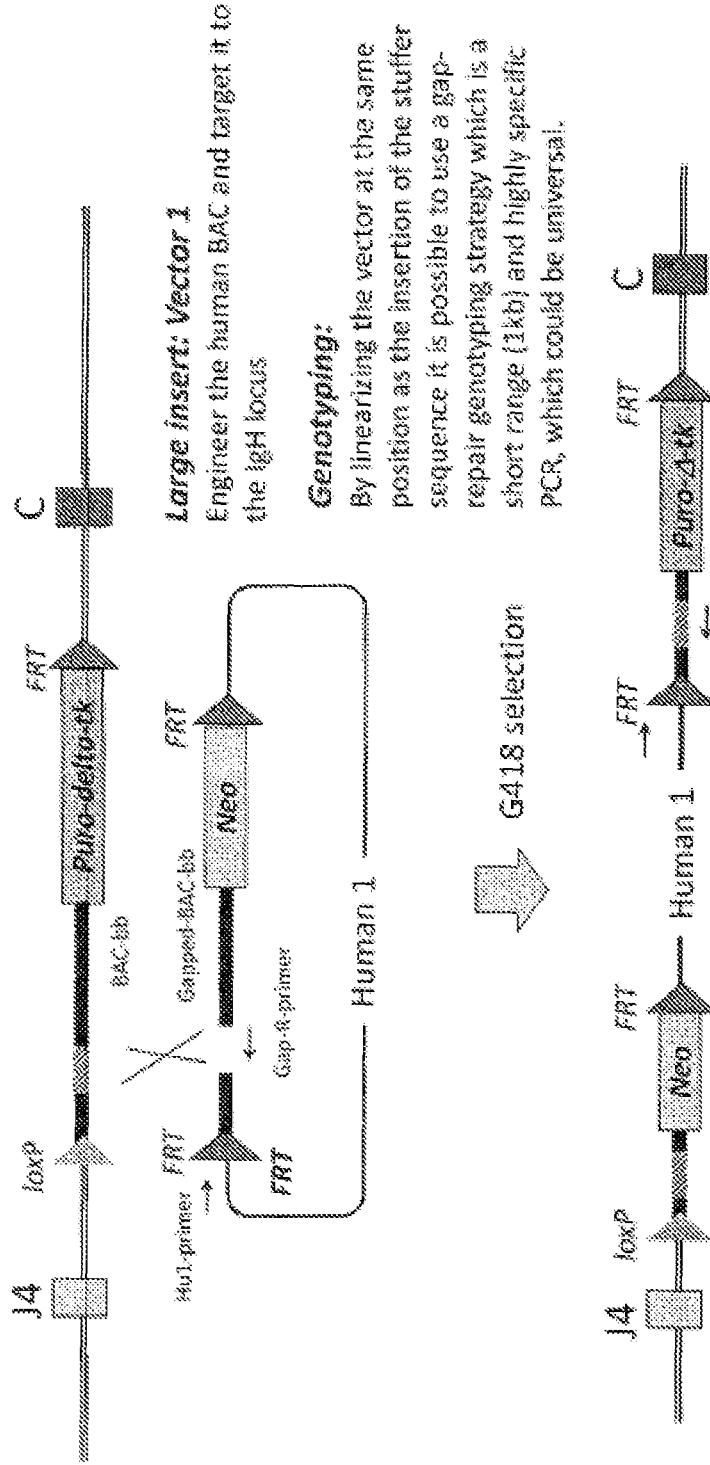 J4
loxP
BAC-bb
Puro-delta-tk
FRT
C
Hu1-primer
FRT
FRT
Gapped-BAC-bb
Neo
FRT
Gap-R-primer
Human 1
Large insert: Vector 1
Engineer the human BAC and target it to
the IgH locus
Genotyping:
By linearizing the vector at the same
position as the insertion of the stuffer
sequence it is possible to use a gap-
repair genotyping strategy which is a
short range (1kb) and highly specific
PCR, which could be universal.
G418 selection
J4
loxP
Neo
FRT
Human 1
FRT
Puro-Δ-tk
FRT
C